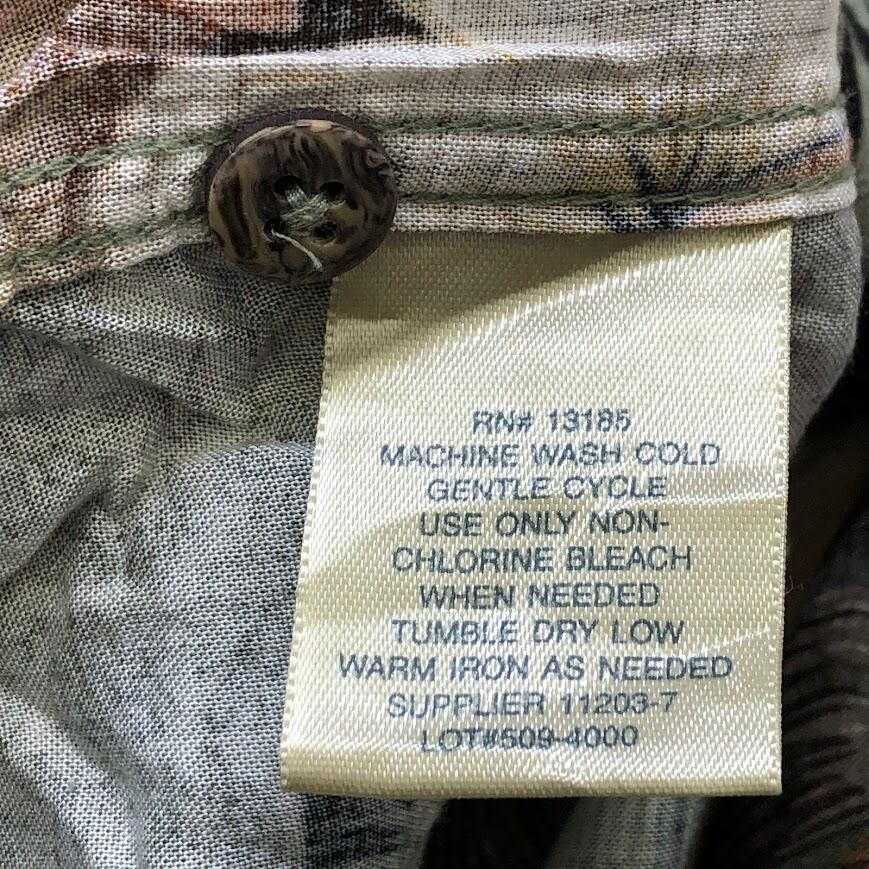 RN# 13185
MACHINE WASH COLD
GENTLE CYCLE
USE ONLY NON-
CHLORINE BLEACH
WHEN NEEDED
TUMBLE DRY LOW
WARM IRON AS NEEDED
SUPPLIER 11203-7
LOT#509-4000